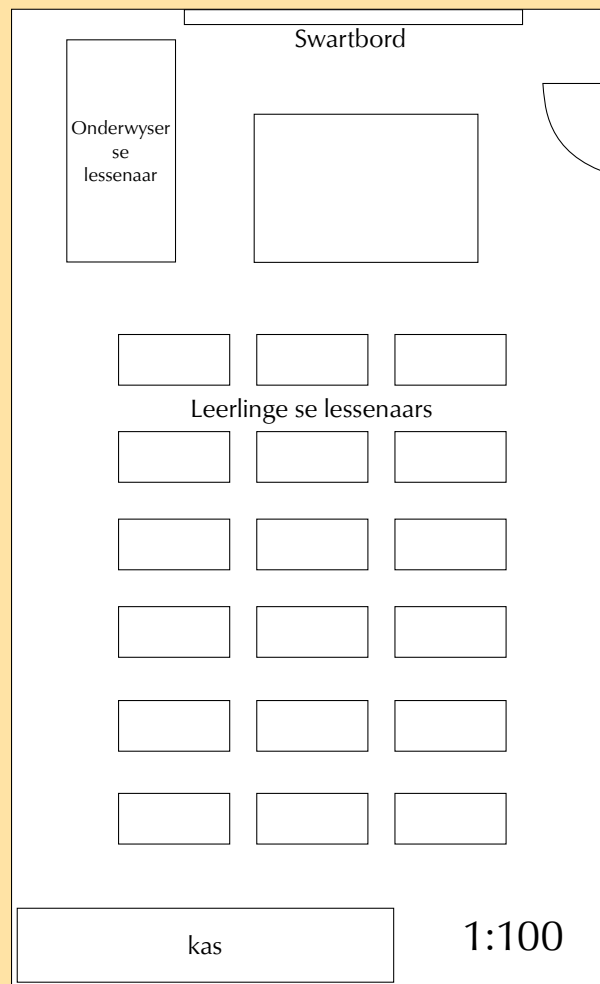 Swartbord
Onderwyser
se
lessenaar
Leerlinge se lessenaars
kas
1:100